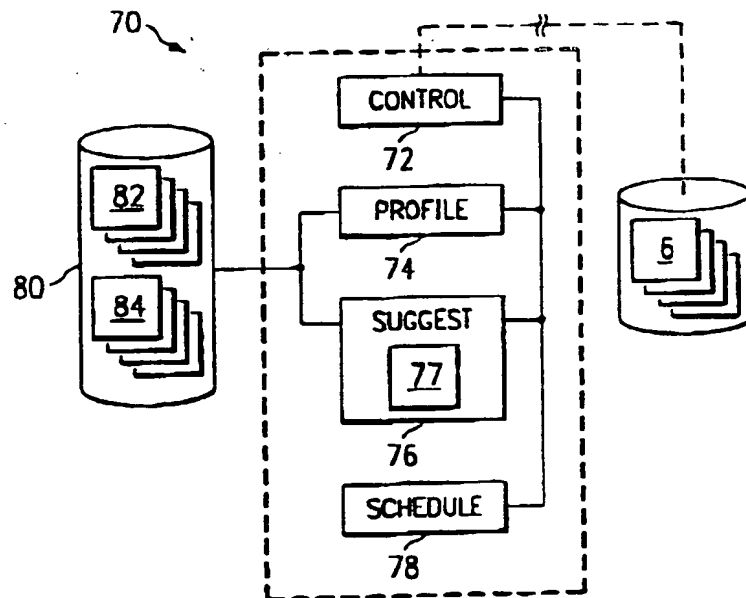 70
CONTROL
72
82
PROFILE
74
6
80
84
SUGGEST
77
76
SCHEDULE
78